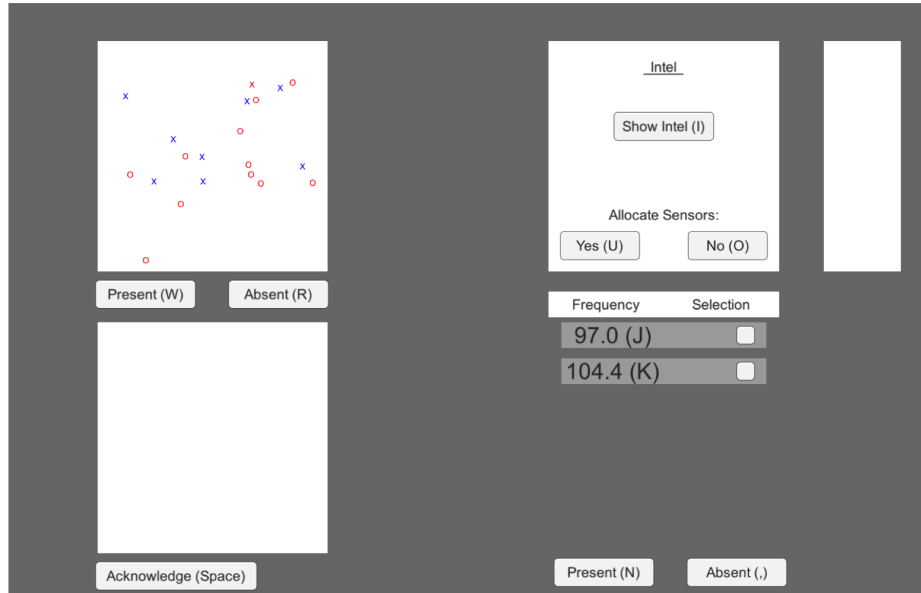 Intel
Show Intel (I)
Allocate Sensors:
Yes (U) No (O)
Present (W) Absent (R)
Frequency Selection
97.0 (J)
104.4 (K)
Acknowledge (Space)
Present (N) Absent (,)